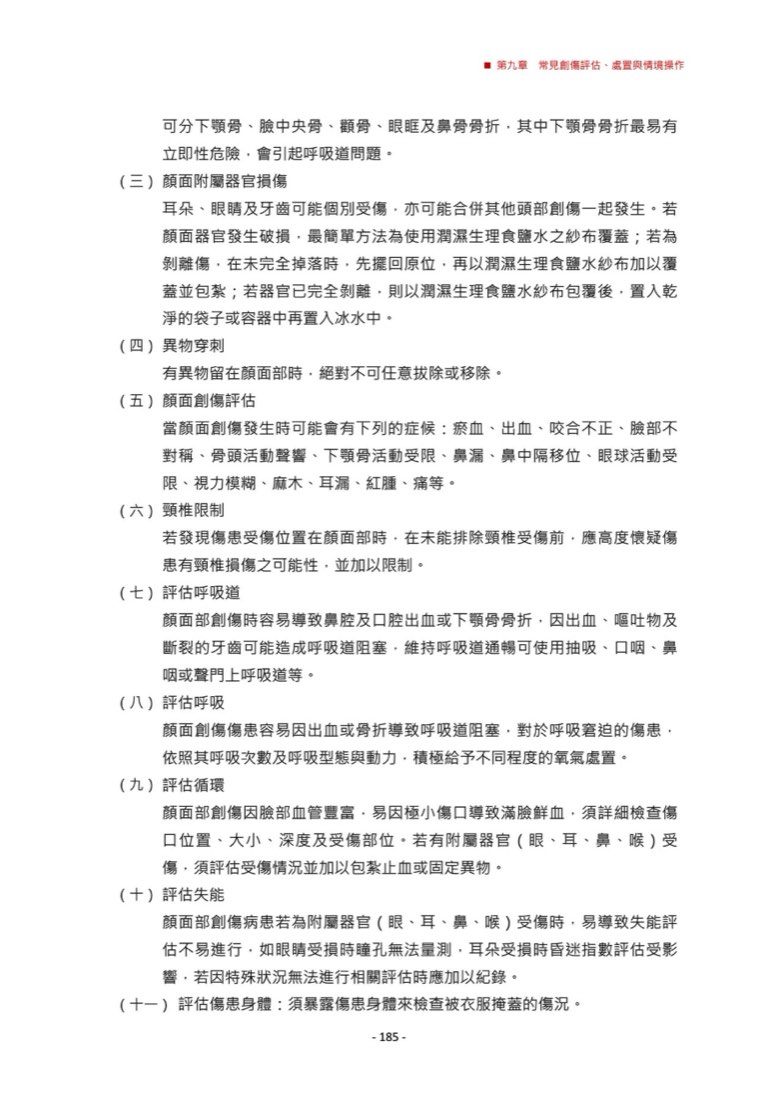 ■ 第九章　常見創傷評估、處置與情境操作
可分下顎骨、臉中央骨、顴骨、眼眶及鼻骨骨折，其中下顎骨骨折最易有
立即性危險，會引起呼吸道問題。
（三）顏面附屬器官損傷
耳朵、眼睛及牙齒可能個別受傷，亦可能合併其他頭部創傷一起發生。若
顏面器官發生破損，最簡單方法為使用潤濕生理食鹽水之紗布覆蓋；若為
剝離傷，在未完全掉落時，先擺回原位，再以潤濕生理食鹽水紗布加以覆
蓋並包紮；若器官已完全剝離，則以潤濕生理食鹽水紗布包覆後，置入乾
淨的袋子或容器中再置入冰水中。
（四）異物穿刺
有異物留在顏面部時，絕對不可任意拔除或移除。
（五）顏面創傷評估
當顏面創傷發生時可能會有下列的症候：瘀血、出血、咬合不正、臉部不
對稱、骨頭活動聲響、下顎骨活動受限、鼻漏、鼻中隔移位、眼球活動受
限、視力模糊、麻木、耳漏、紅腫、痛等。
（六）頸椎限制
若發現傷患受傷位置在顏面部時，在未能排除頸椎受傷前，應高度懷疑傷
患有頸椎損傷之可能性，並加以限制。
（七）評估呼吸道
顏面部創傷時容易導致鼻腔及口腔出血或下顎骨骨折，因出血、嘔吐物及
斷裂的牙齒可能造成呼吸道阻塞，維持呼吸道通暢可使用抽吸、口咽、鼻
咽或聲門上呼吸道等。
（八）評估呼吸
顏面創傷傷患容易因出血或骨折導致呼吸道阻塞，對於呼吸窘迫的傷患，
依照其呼吸次數及呼吸型態與動力，積極給予不同程度的氧氣處置。
（九）評估循環
顏面部創傷因臉部血管豐富，易因極小傷口導致滿臉鮮血，須詳細檢查傷
口位置、大小、深度及受傷部位。若有附屬器官（眼、耳、鼻、喉）受
傷，須評估受傷情況並加以包紮止血或固定異物。
（十）評估失能
顏面部創傷病患若為附屬器官（眼、耳、鼻、喉）受傷時，易導致失能評
估不易進行，如眼睛受損時瞳孔無法量測，耳朵受損時昏迷指數評估受影
響，若因特殊狀況無法進行相關評估時應加以紀錄。
（十一）評估傷患身體：須暴露傷患身體來檢查被衣服掩蓋的傷況。
- 185 -